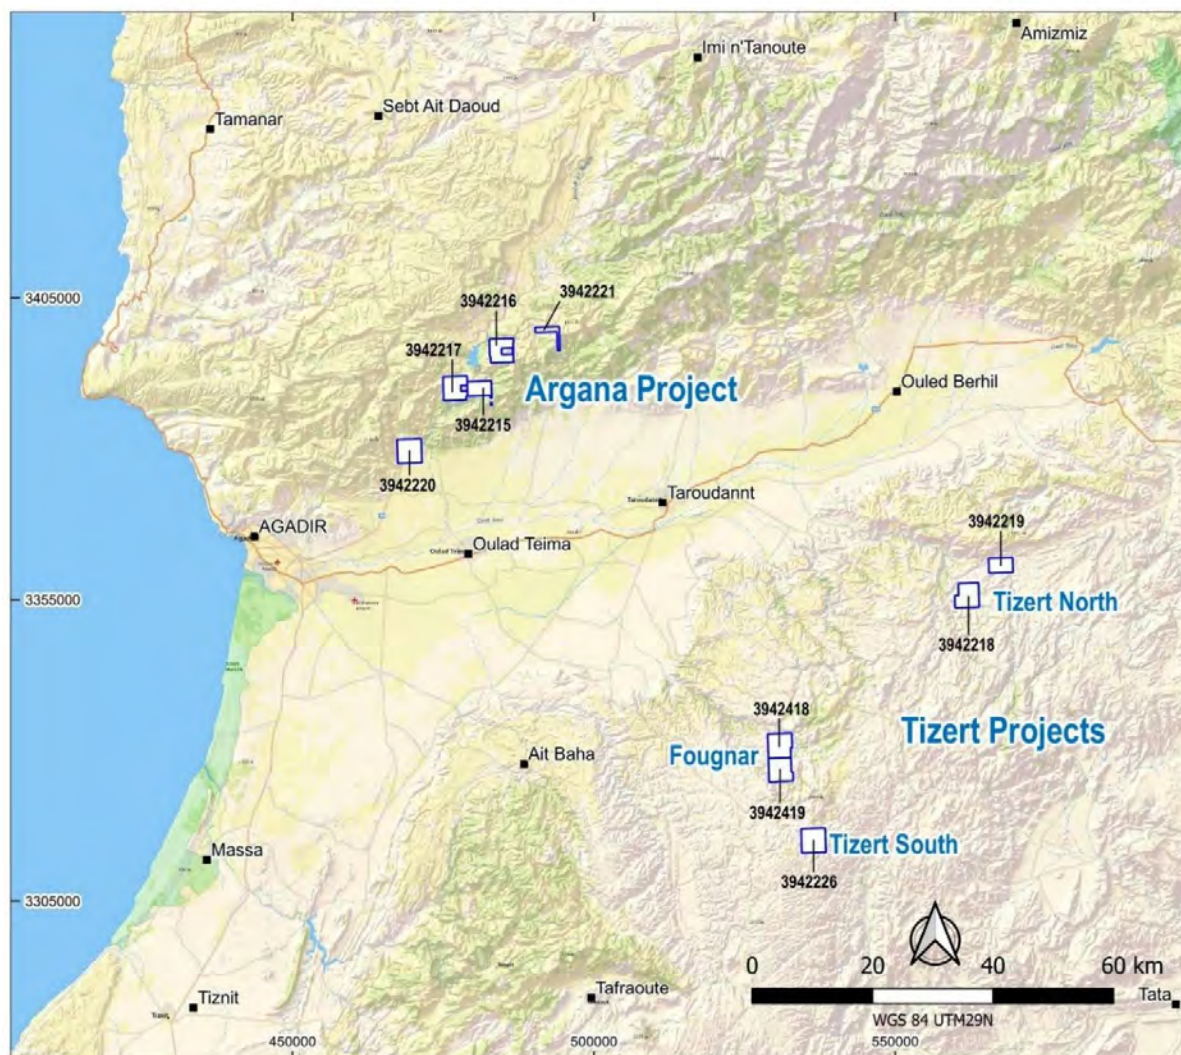 Amizmiz
Imi n'Tanoute
Sebt Ait Daoud
Tamanar
3405000
3942216
3942221
3942217
Argana Project
Ouled Berhil
3942215
3942220
Taroudannt
Taroudannt
AGADIR
Oulad Teima
3942219
3355000
Tizert North
3942218
3942418
Tizert Projects
Fougnar
Ait Baha
3942419
Tizert South
Massa
3942226
3305000
0 20 40 60 km
Tafraoute
Tiznit
Tata
WGS 84 UTM29N
450000 500000 550000